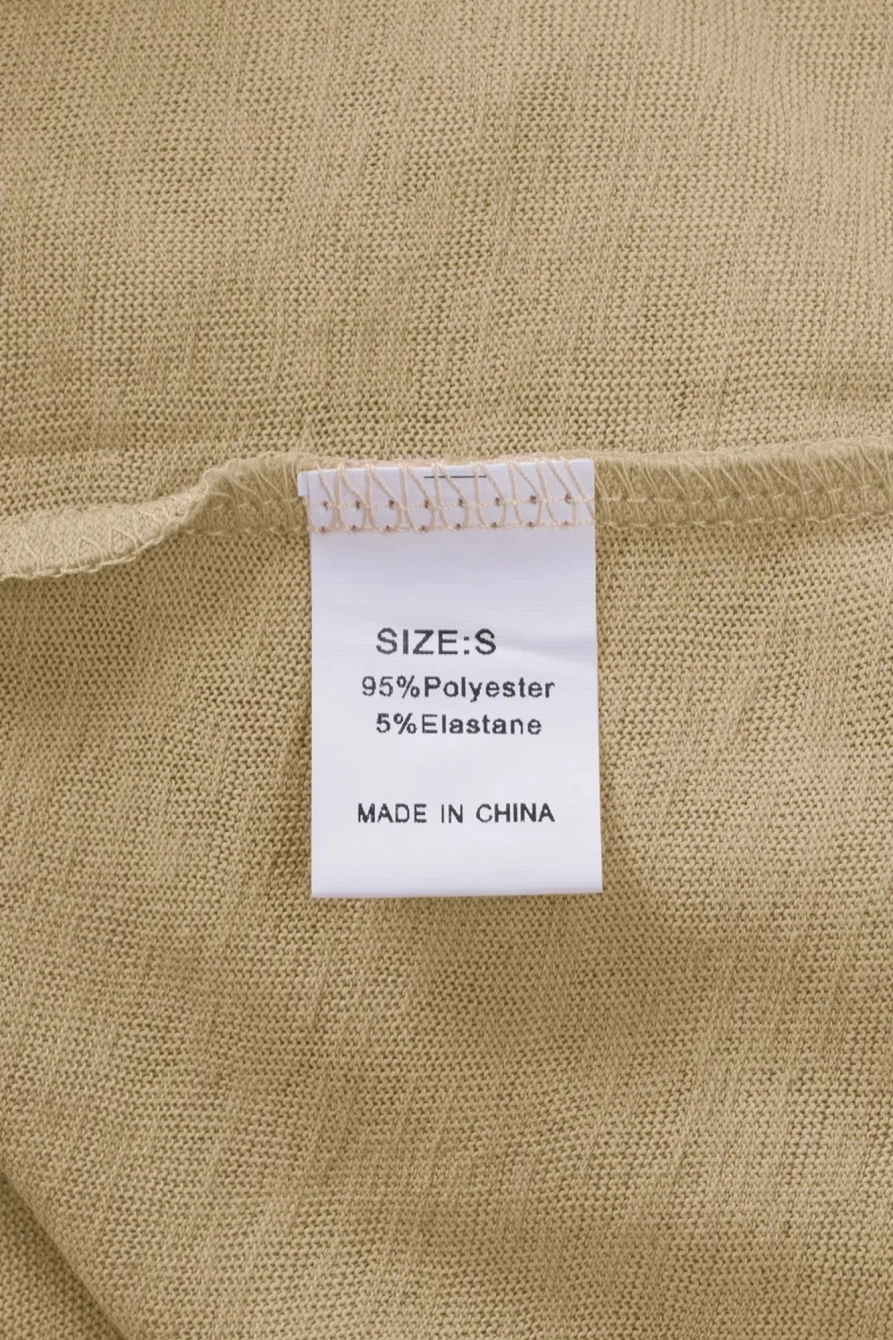 SIZE:S
95%Polyester
5%Elastane
MADE IN CHINA